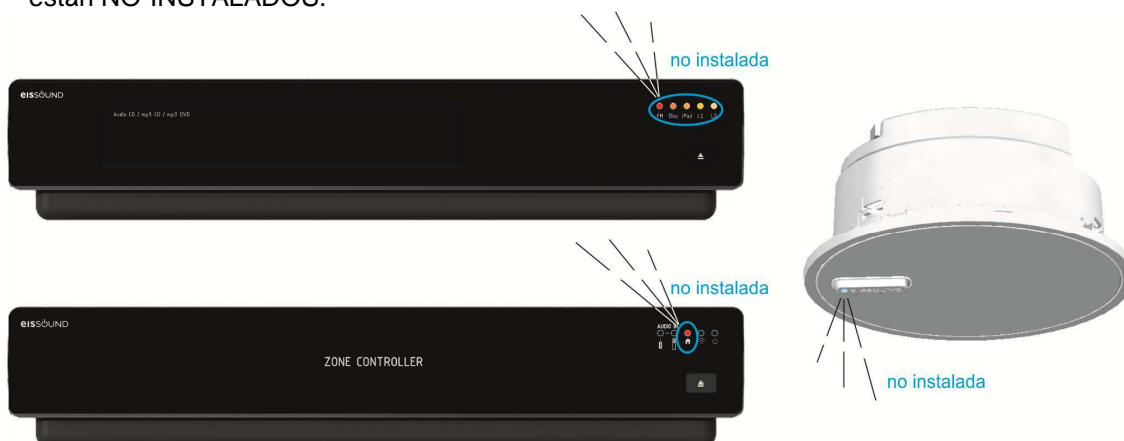 están NO INSTALADOS.
no instalada
eissound
Audio CD / mp3 CD / mp3 DVD
FM Disc iPod L1 L2
no instalada
eissound
AUDIO
ZONE CONTROLLER
no instalada